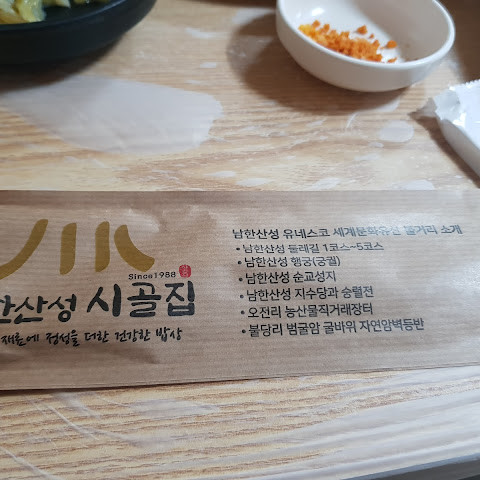 Since1988
한산성 시골집
재료에 정성을 더한 건강한 밥상
남한산성 유네스코 세계문화유산 볼거리 소개
• 남한산성 둘레길 1코스~5코스
• 남한산성 행궁(궁궐)
• 남한산성 순교성지
• 남한산성 지수당과 승렬전
• 오전리 농산물직거래장터
• 불당리 범굴암 굴바위 자연암벽등반